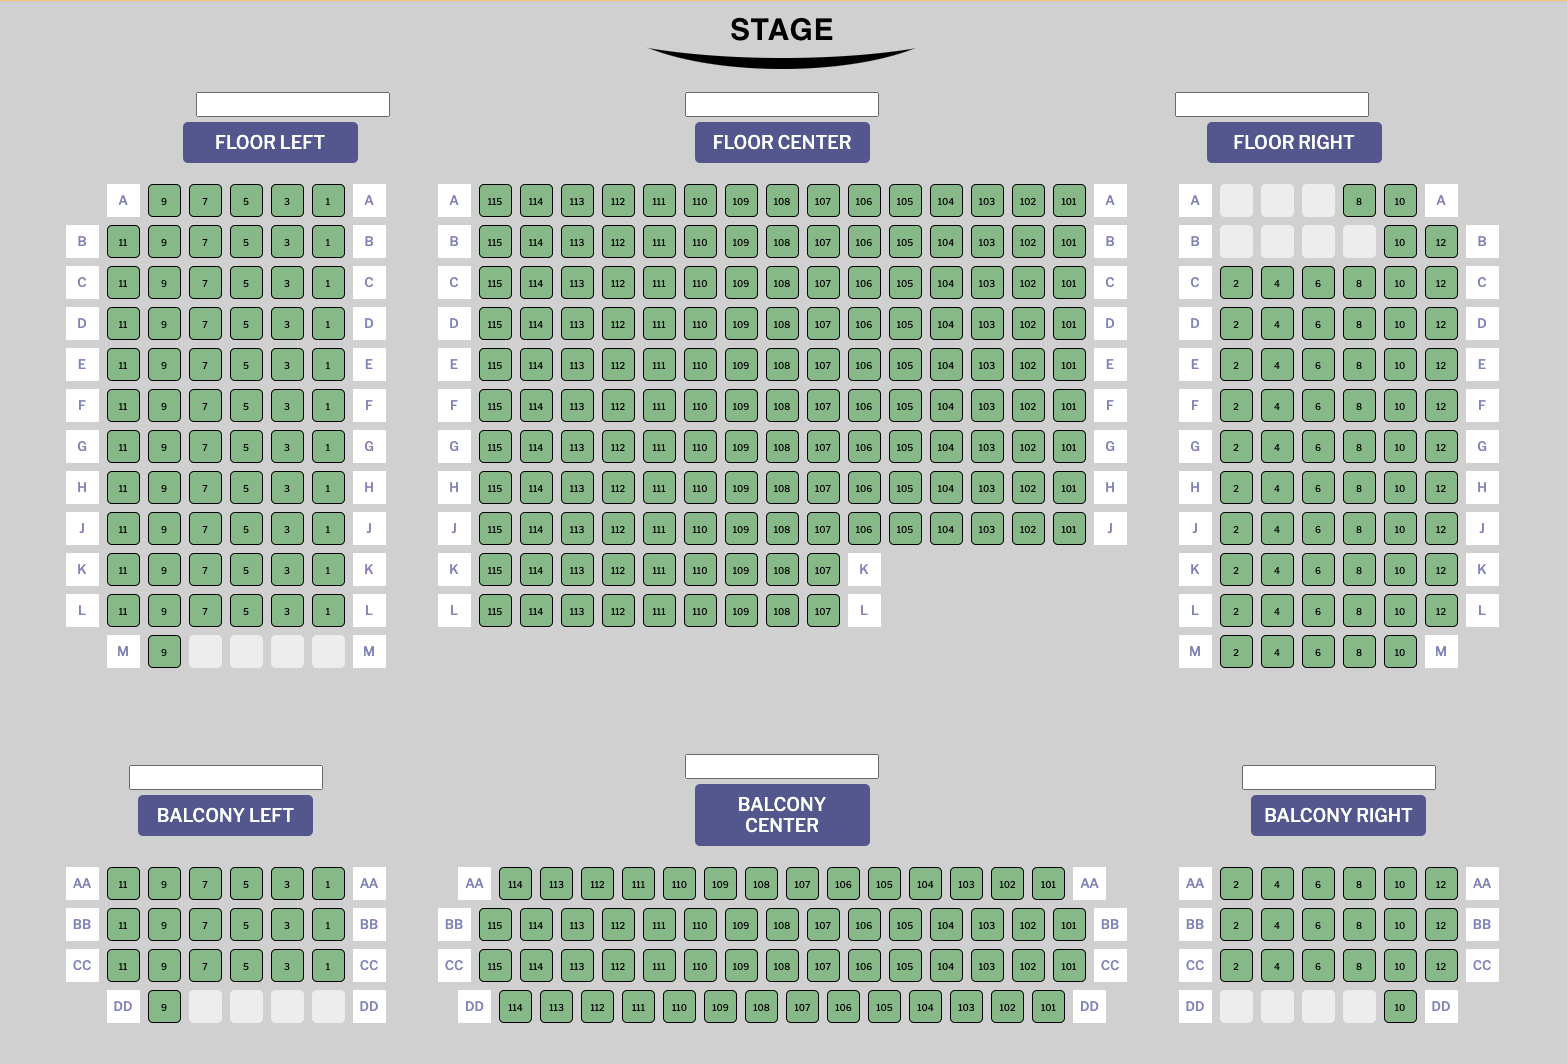 STAGE
FLOOR LEFT FLOOR CENTER FLOOR RIGHT
A 9 7 5 3 1 A A 115 114 113 112 111 110 109 108 107 106 105 104 103 102 101 A A 8 10 A
B 11 9 7 5 3 1 B B 115 114 113 112 111 110 109 108 107 106 105 104 103 102 101 B B 10 12 B
C 11 9 7 5 3 1 C C 115 114 113 112 111 110 109 108 107 106 105 104 103 102 101 C C 2 4 6 8 10 12 C
D 11 9 7 5 3 1 D D 115 114 113 112 111 110 109 108 107 106 105 104 103 102 101 D D 2 4 6 8 10 12 D
E 11 9 7 5 3 1 E E 115 114 113 112 111 110 109 108 107 106 105 104 103 102 101 E E 2 4 6 8 10 12 E
F 11 9 7 5 3 1 F F 115 114 113 112 111 110 109 108 107 106 105 104 103 102 101 F F 2 4 6 8 10 12 F
G 11 9 7 5 3 1 G G 115 114 113 112 111 110 109 108 107 106 105 104 103 102 101 G G 2 4 6 8 10 12 G
H 11 9 7 5 3 1 H H 115 114 113 112 111 110 109 108 107 106 105 104 103 102 101 H H 2 4 6 8 10 12 H
J 11 9 7 5 3 1 J J 115 114 113 112 111 110 109 108 107 106 105 104 103 102 101 J J 2 4 6 8 10 12 J
K 11 9 7 5 3 1 K K 115 114 113 112 111 110 109 108 107 K K 2 4 6 8 10 12 K
L 11 9 7 5 3 1 L L 115 114 113 112 111 110 109 108 107 L L 2 4 6 8 10 12 L
M 9 M M 2 4 6 8 10 M
BALCONY LEFT BALCONY
CENTER BALCONY RIGHT
AA 11 9 7 5 3 1 AA AA 114 113 112 111 110 109 108 107 106 105 104 103 102 101 AA AA 2 4 6 8 10 12 AA
BB 11 9 7 5 3 1 BB BB 115 114 113 112 111 110 109 108 107 106 105 104 103 102 101 BB BB 2 4 6 8 10 12 BB
CC 11 9 7 5 3 1 CC CC 115 114 113 112 111 110 109 108 107 106 105 104 103 102 101 CC CC 2 4 6 8 10 12 CC
DD 9 DD DD 114 113 112 111 110 109 108 107 106 105 104 103 102 101 DD DD 10 DD